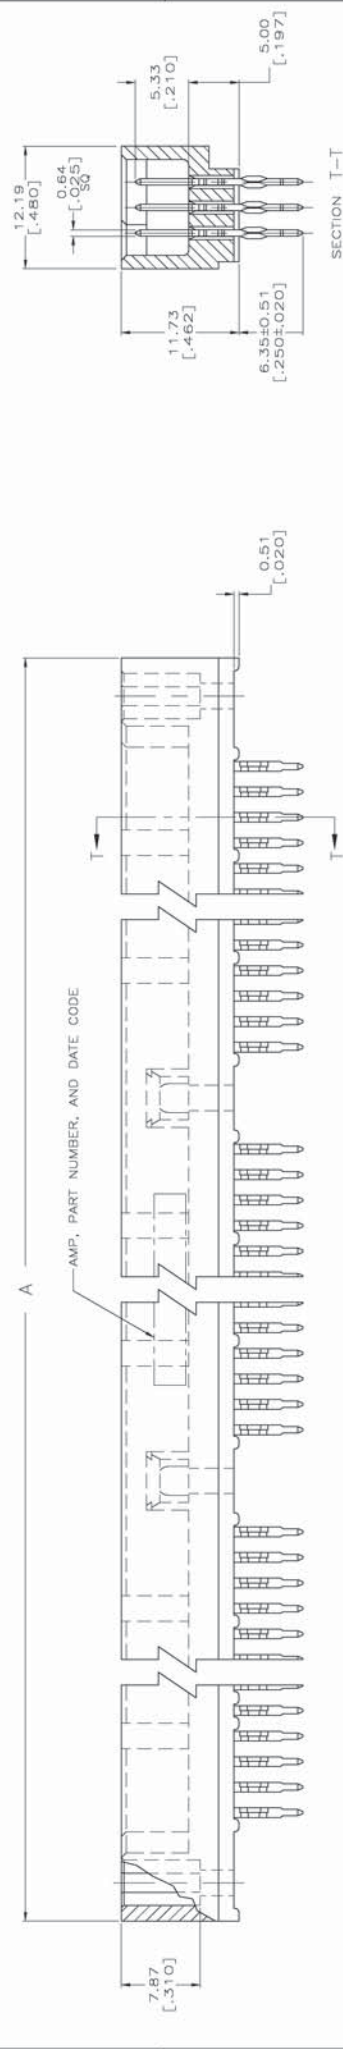 7.87
[.310]
A
AMP, PART NUMBER, AND DATE CODE
T
T
0.51
[.020]
12.19
[.480]
0.64
[.025]
SQ
5.33
[.210]
5.00
[.197]
11.73
[.462]
6.35±0.51
[.250±.020]
SECTION T-T